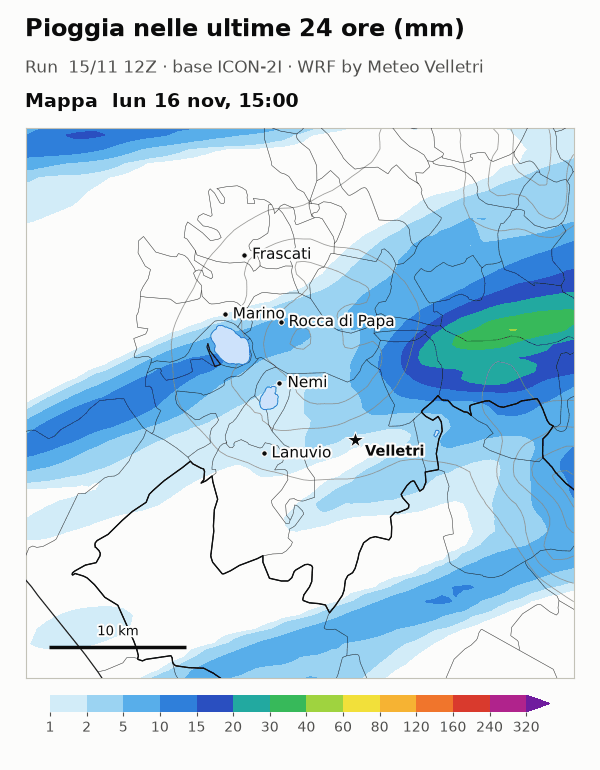 Pioggia nelle ultime 24 ore (mm)
Run  15/11 12Z · base ICON-2I · WRF by Meteo Velletri
Mappa  lun 16 nov, 15:00
Frascati
Marino
Rocca di Papa
Nemi
Velletri
Lanuvio
10 km
1 2 5 10 15 20 30 40 60 80 120 160 240 320